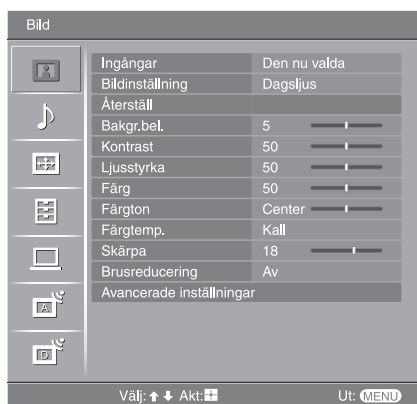 Bild
Ingångar Den nu valda
Bildinställning Dagsljus
Återställ
Bakgr.bel. 5
Kontrast 50
Ljusstyrka 50
Färg 50
Färgton Center
Färgtemp. Kall
Skärpa 18
Brusreducering Av
Avancerade inställningar
A
D
Välj: Akt: Ut: MENU